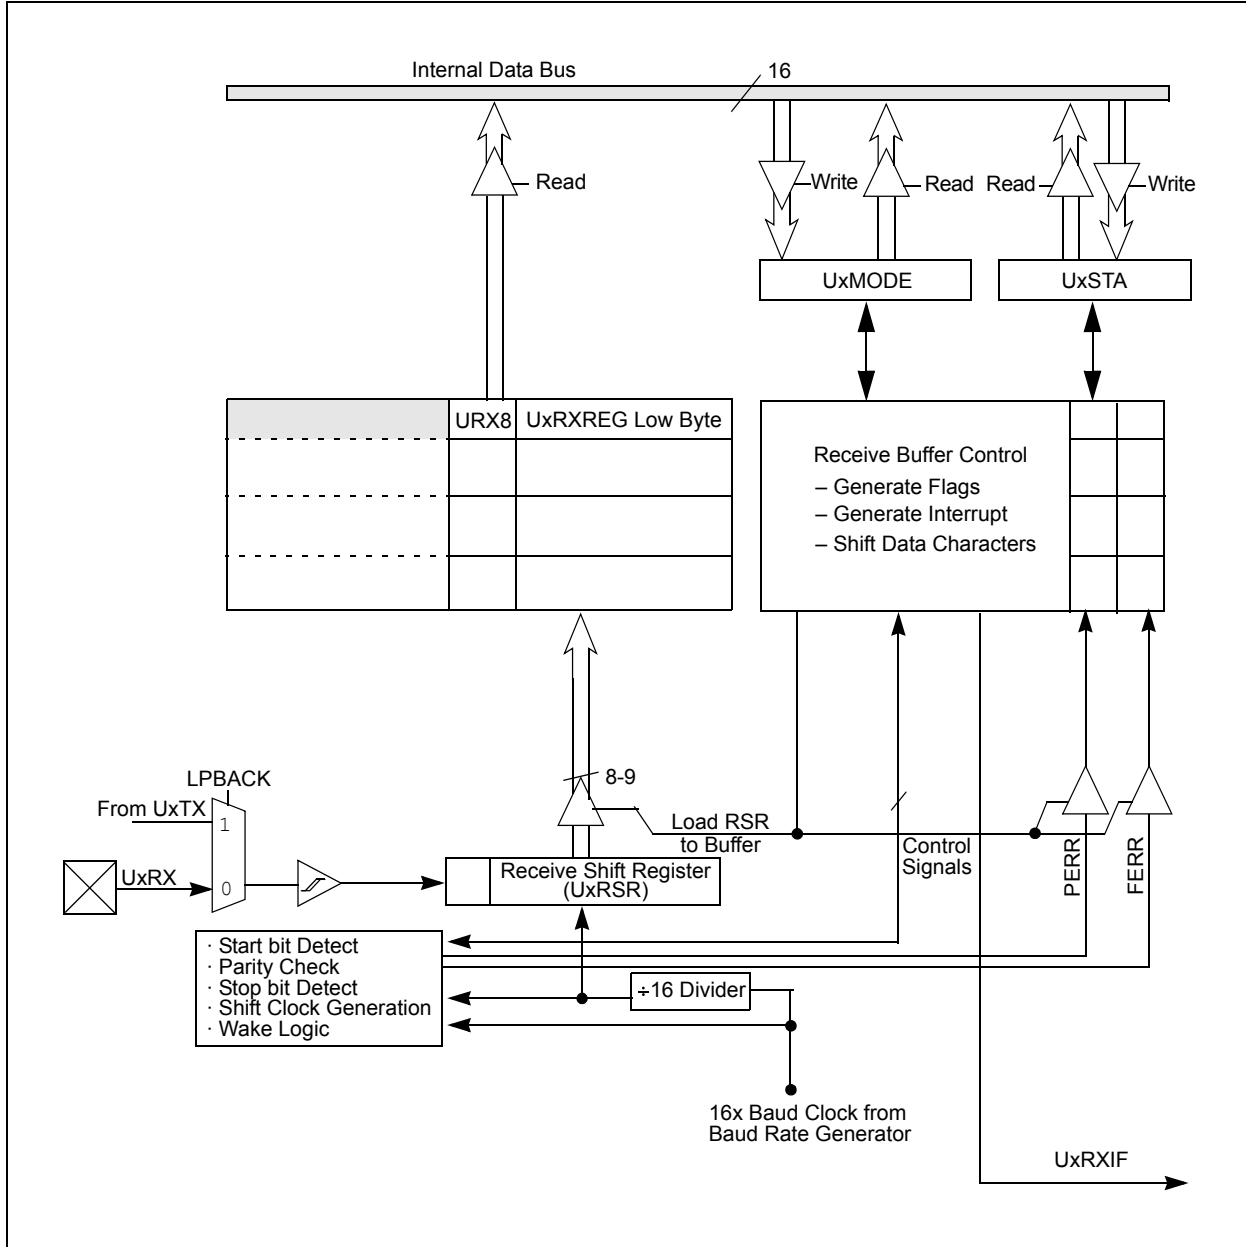 Internal Data Bus
16
Read
Write
Read
Read
Write
UxMODE
UxSTA
URX8
UxRXREG Low Byte
Receive Buffer Control
– Generate Flags
– Generate Interrupt
– Shift Data Characters
8-9
LPBACK
From UxTX
1
Load RSR
to Buffer
Control
Signals
PERR
FERR
UxRX
0
Receive Shift Register
(UxRSR)
· Start bit Detect
· Parity Check
· Stop bit Detect
· Shift Clock Generation
· Wake Logic
÷16 Divider
16x Baud Clock from
Baud Rate Generator
UxRXIF